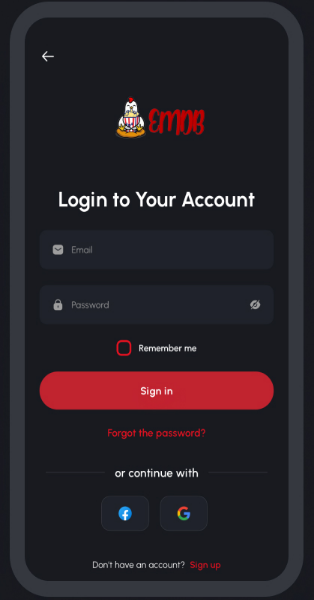 EMDB
Login to Your Account
Email
Password
Remember me
Sign in
Forgot the password?
or continue with
Don't have an account? Sign up